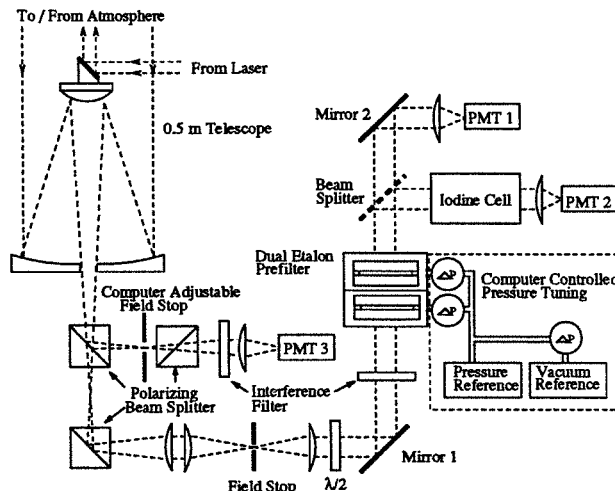 To / From Atmosphere
From Laser
0.5 m Telescope
Mirror 2
PMT 1
Beam
Splitter
Iodine Cell
PMT 2
Dual Etalon
Prefilter
ΔP
ΔP
Computer Controlled
Pressure Tuning
ΔP
Pressure
Reference
Vacuum
Reference
Computer Adjustable
Field Stop
PMT 3
Polarizing
Beam Splitter
Interference
Filter
Mirror 1
Field Stop
λ/2